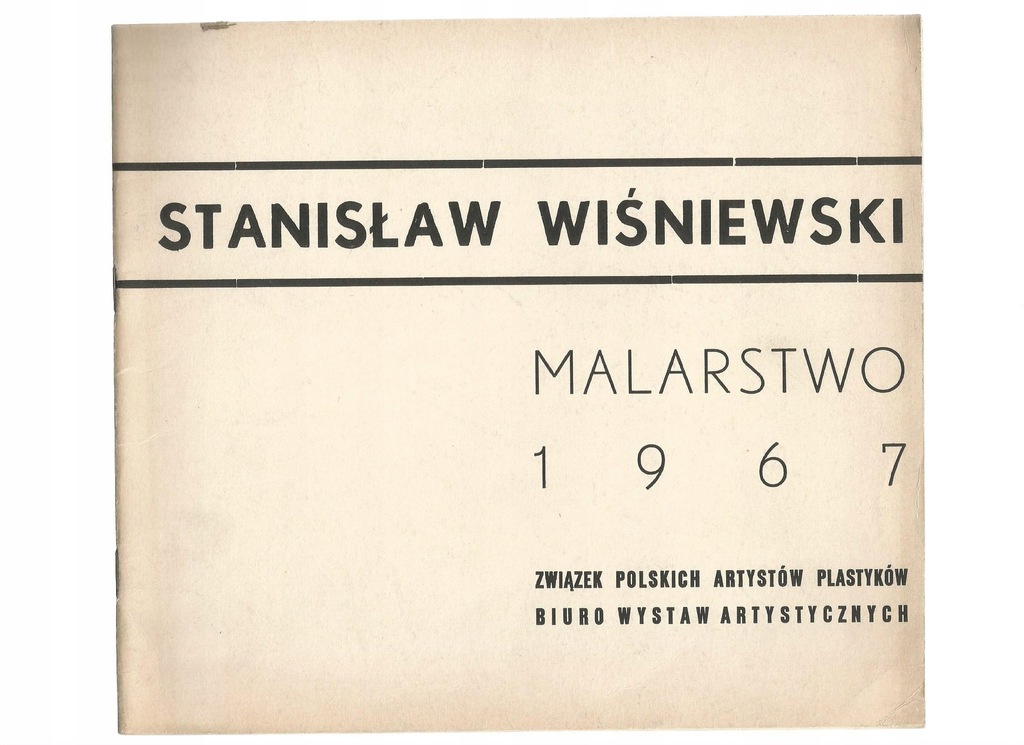 STANISŁAW WIŚNIEWSKI
MALARSTWO
1 9 6 7
ZWIĄZEK POLSKICH ARTYSTÓW PLASTYKÓW
BIURO WYSTAW ARTYSTYCZNYCH